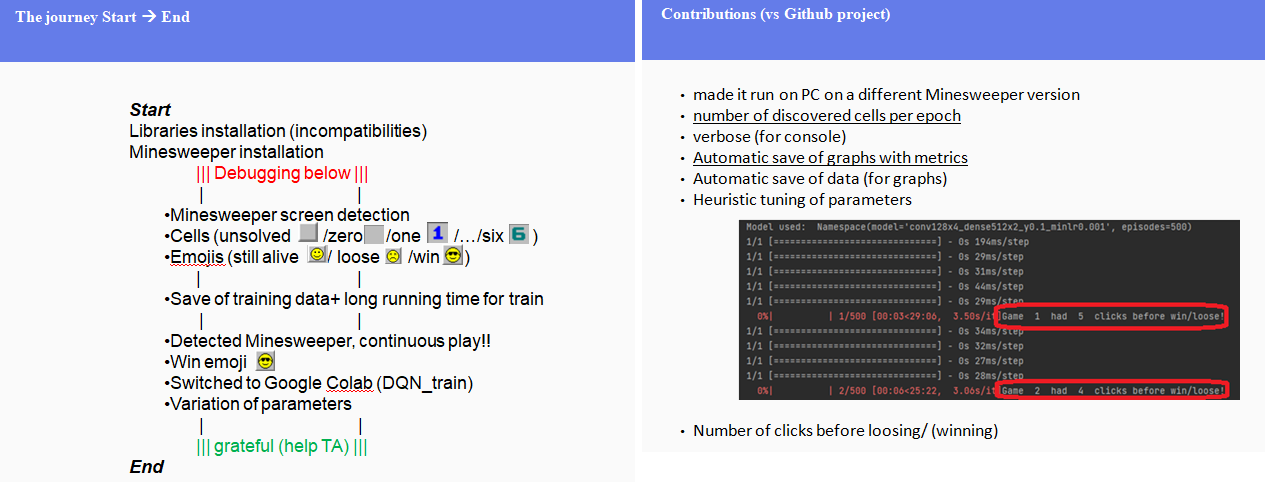 The journey Start → End
Start
Libraries installation (incompatibilities)
Minesweeper installation
||| Debugging below |||
| |
•Minesweeper screen detection
•Cells (unsolved /zero /one 1 /…/six 6 )
•Emojis (still alive / loose /win )
| |
•Save of training data+ long running time for train
| |
•Detected Minesweeper, continuous play!!
•Win emoji
•Switched to Google Colab (DQN_train)
•Variation of parameters
| |
||| grateful (help TA) |||
End
Contributions (vs Github project)
• made it run on PC on a different Minesweeper version
• number of discovered cells per epoch
• verbose (for console)
• Automatic save of graphs with metrics
• Automatic save of data (for graphs)
• Heuristic tuning of parameters
Model used: Namespace(model='conv128x4_dense512x2_y0.1_minlr0.001', episodes=500)
1/1 [==============================] - 0s 194ms/step
1/1 [==============================] - 0s 29ms/step
1/1 [==============================] - 0s 31ms/step
1/1 [==============================] - 0s 44ms/step
1/1 [==============================] - 0s 29ms/step
0%| | 1/500 [00:03<29:06, 3.50s/it]Game 1 had 5 clicks before win/loose!
1/1 [==============================] - 0s 34ms/step
1/1 [==============================] - 0s 32ms/step
1/1 [==============================] - 0s 27ms/step
1/1 [==============================] - 0s 28ms/step
0%| | 2/500 [00:06<25:22, 3.06s/it]Game 2 had 4 clicks before win/loose!
• Number of clicks before loosing/ (winning)